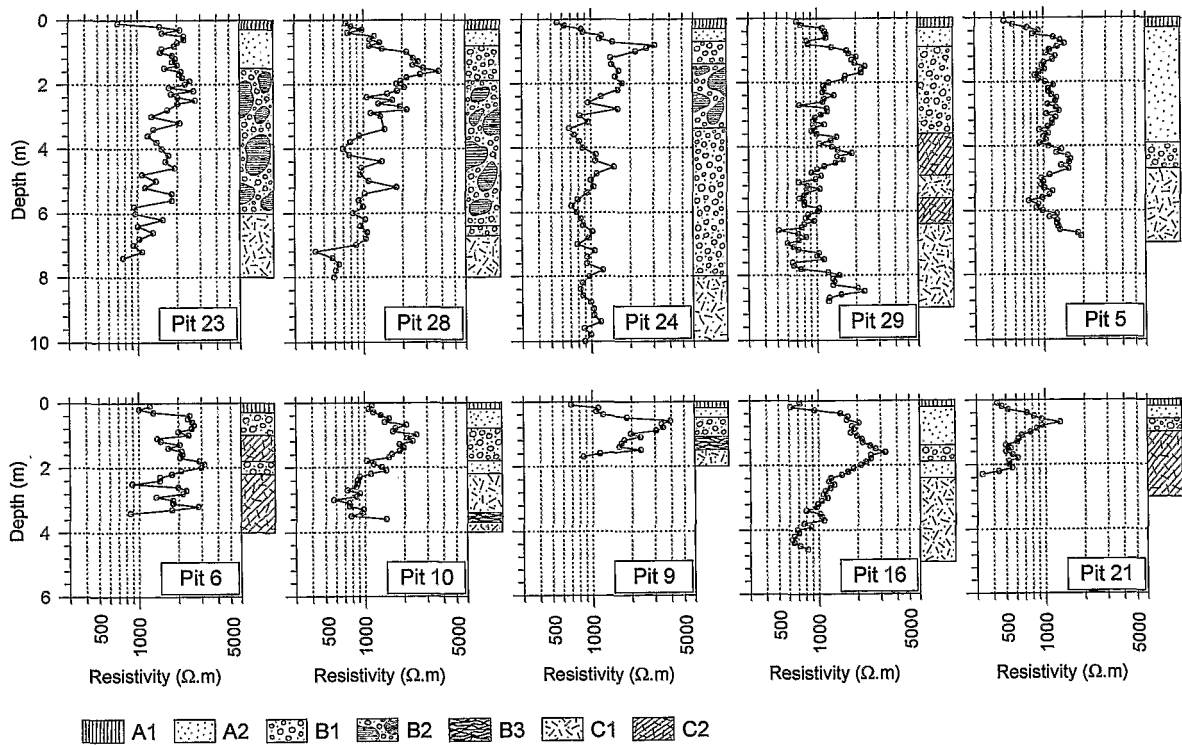 0
2
4
6
8
10
Depth (m)
Pit 23
Pit 28
Pit 24
Pit 29
Pit 5
0
2
4
6
Depth (m)
Pit 6
Pit 10
Pit 9
Pit 16
Pit 21
500 1000 5000
500 1000 5000
500 1000 5000
500 1000 5000
500 1000 5000
Resistivity (Ω.m)
Resistivity (Ω.m)
Resistivity (Ω.m)
Resistivity (Ω.m)
Resistivity (Ω.m)
A1 A2 B1 B2 B3 C1 C2